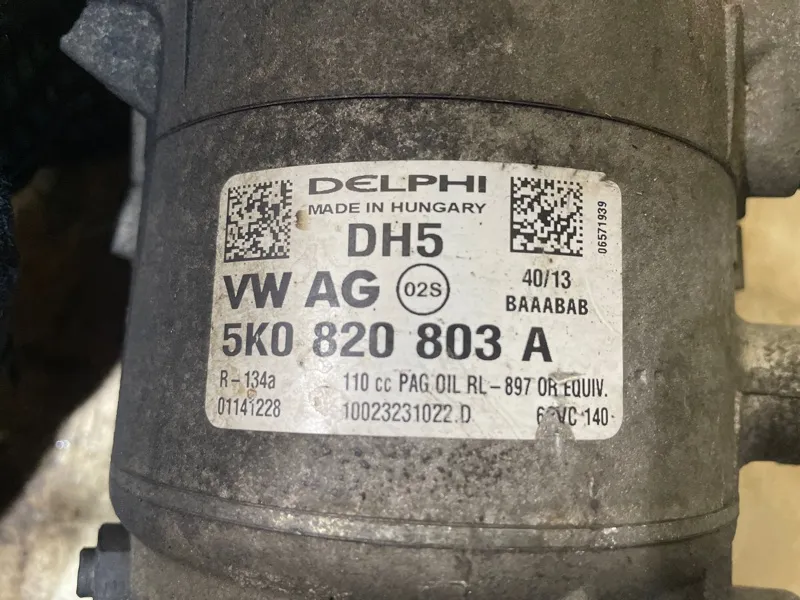 DELPHI
MADE IN HUNGARY
DH5
06571939
VW AG 02S
40/13
BAAABAB
5K0 820 803 A
R-134a 110 cc PAG OIL RL-897 OR EQUIV.
01141228 10023231022.D 140